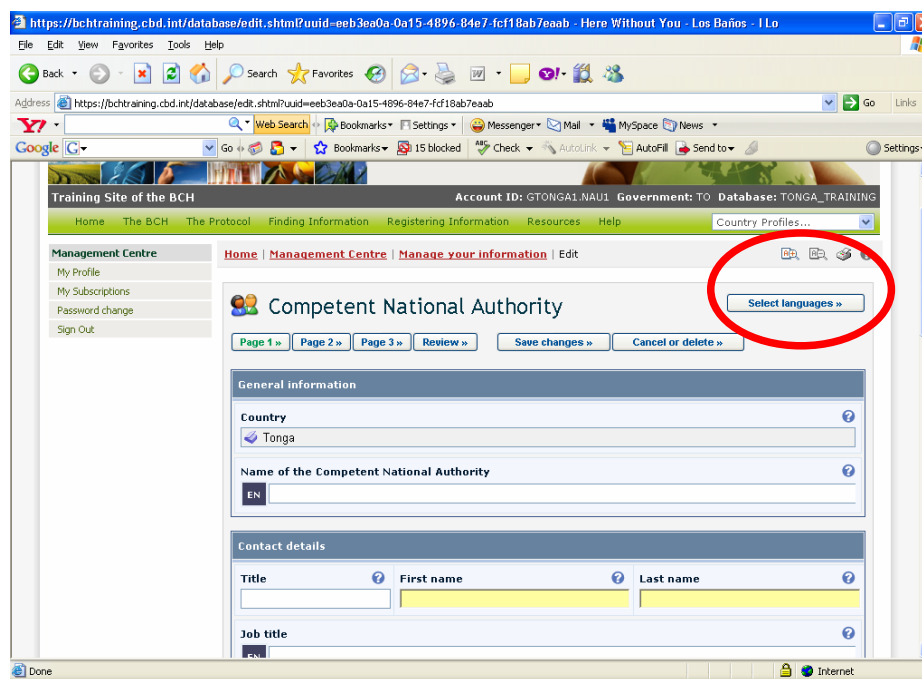 https://bchtraining.cbd.int/database/edit.shtml?uuid=eeb3ea0a-0a15-4896-84e7-fcf18ab7eaab - Here Without You - Los Baños - I Lo
File Edit View Favorites Tools Help
Back Search Favorites
Address https://bchtraining.cbd.int/database/edit.shtml?uuid=eeb3ea0a-0a15-4896-84e7-fcf18ab7eaab Go Links
Y! Web Search Bookmarks Settings Messenger Mail MySpace News
Google G Go Bookmarks 15 blocked ABC Check AutoLink AutoFill Send to Settings
Training Site of the BCH Account ID: GTONGA1.NAU1 Government: TO Database: TONGA_TRAINING
Home The BCH The Protocol Finding Information Registering Information Resources Help Country Profiles...
Management Centre
My Profile
My Subscriptions
Password change
Sign Out
Home | Management Centre | Manage your information | Edit
Competent National Authority
Select languages »
Page 1 » Page 2 » Page 3 » Review » Save changes » Cancel or delete »
General information
Country
Tonga
Name of the Competent National Authority
EN
Contact details
Title First name Last name
Job title
EN
Done Internet